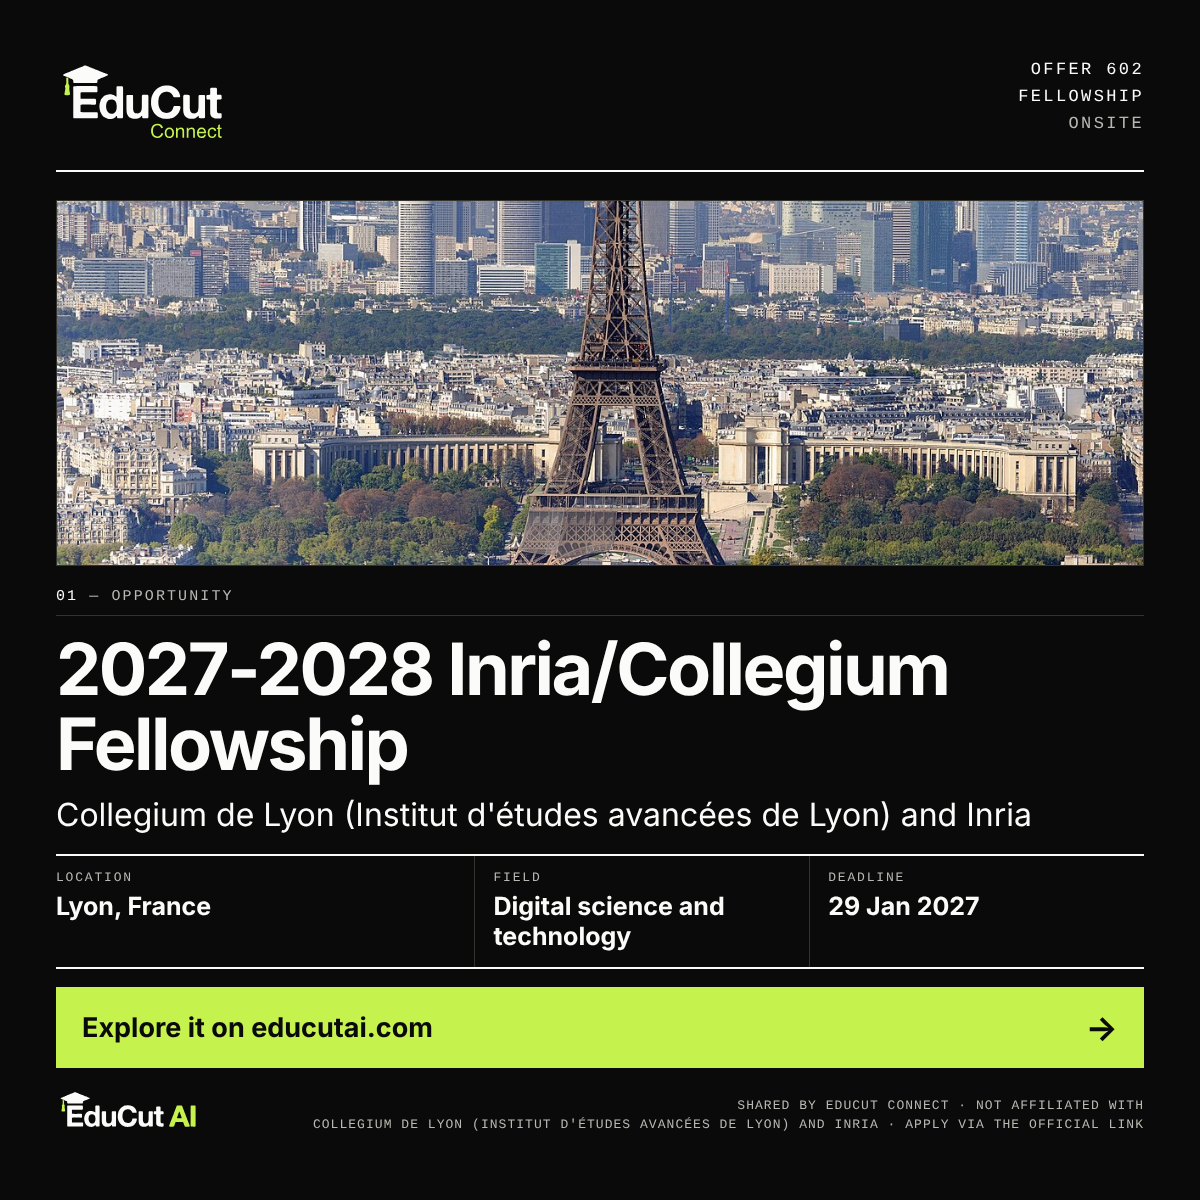 EduCut
Connect
OFFER 602
FELLOWSHIP
ONSITE
01 — OPPORTUNITY
2027-2028 Inria/Collegium
Fellowship
Collegium de Lyon (Institut d'études avancées de Lyon) and Inria
LOCATION
Lyon, France
FIELD
Digital science and
technology
DEADLINE
29 Jan 2027
Explore it on educutai.com →
EduCut AI
SHARED BY EDUCUT CONNECT · NOT AFFILIATED WITH
COLLEGIUM DE LYON (INSTITUT D'ÉTUDES AVANCÉES DE LYON) AND INRIA · APPLY VIA THE OFFICIAL LINK